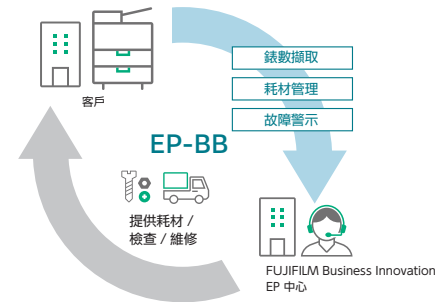 錶數擷取
耗材管理
故障警示
客戶
EP-BB
提供耗材 /
檢查 / 維修
FUJIFILM Business Innovation
EP 中心